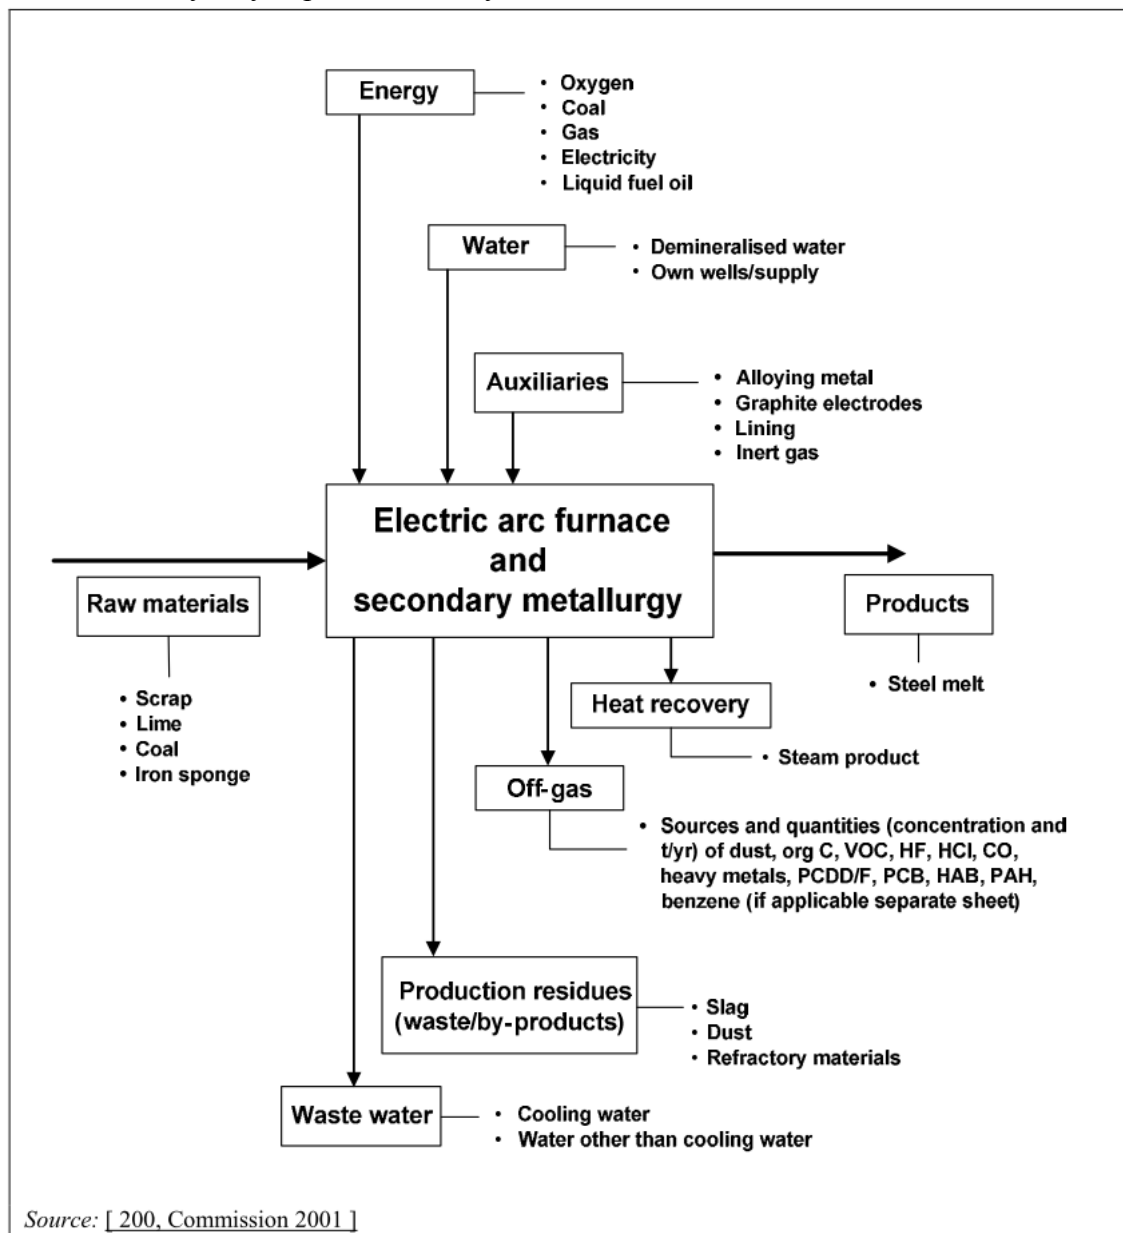 Energy
• Oxygen
• Coal
• Gas
• Electricity
• Liquid fuel oil
Water
• Demineralised water
• Own wells/supply
Auxiliaries
• Alloying metal
• Graphite electrodes
• Lining
• Inert gas
Electric arc furnace
and
secondary metallurgy
Raw materials
• Scrap
• Lime
• Coal
• Iron sponge
Products
• Steel melt
Heat recovery
• Steam product
Off-gas
• Sources and quantities (concentration and
t/yr) of dust, org C, VOC, HF, HCl, CO,
heavy metals, PCDD/F, PCB, HAB, PAH,
benzene (if applicable separate sheet)
Production residues
(waste/by-products)
• Slag
• Dust
• Refractory materials
Waste water
• Cooling water
• Water other than cooling water
Source: [ 200, Commission 2001 ]